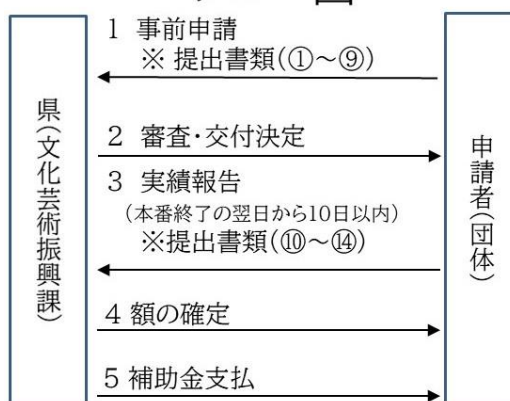 県(文化芸術振興課)
1 事前申請
※ 提出書類(①～⑨)
2 審査・交付決定
3 実績報告
(本番終了の翌日から10日以内)
※提出書類(⑩～⑭)
4 額の確定
5 補助金支払
申請者(団体)